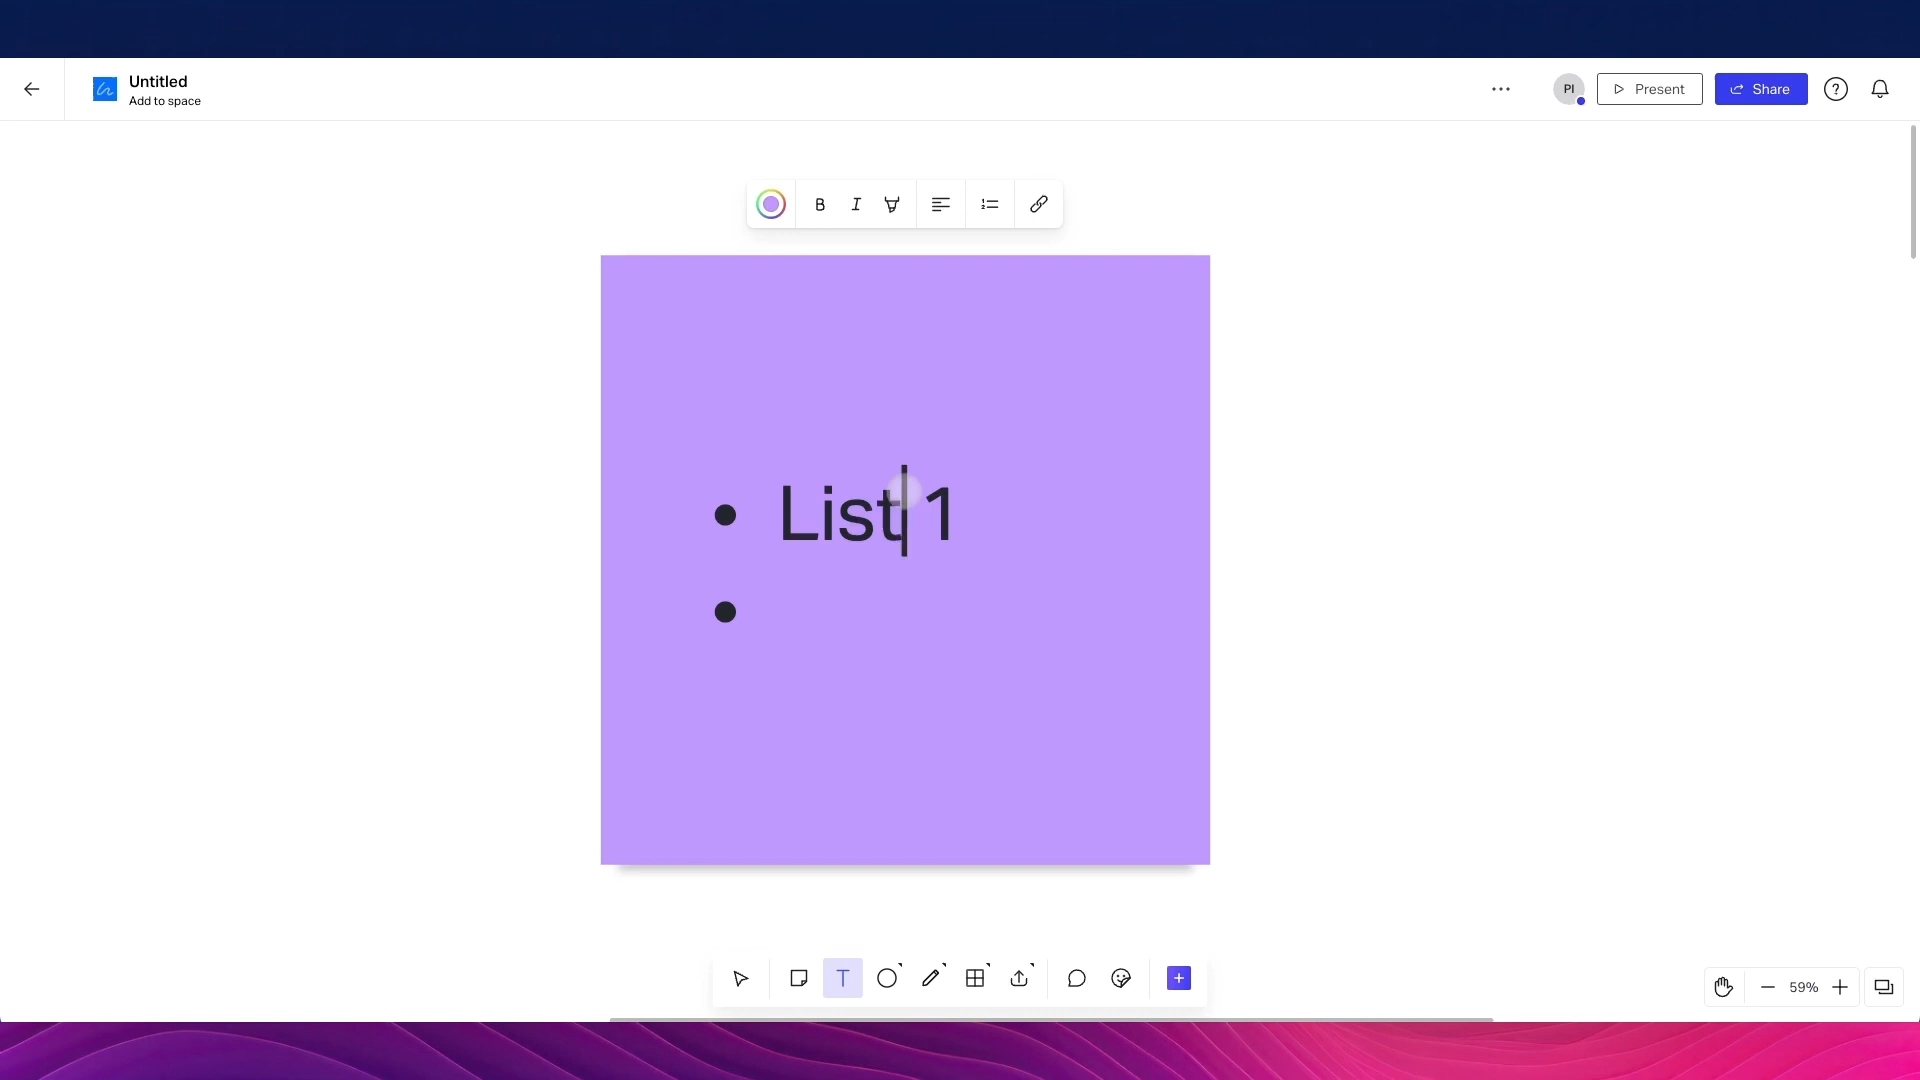 Untitled
Add to space
PI
Present
Share
• List 1
•
59%